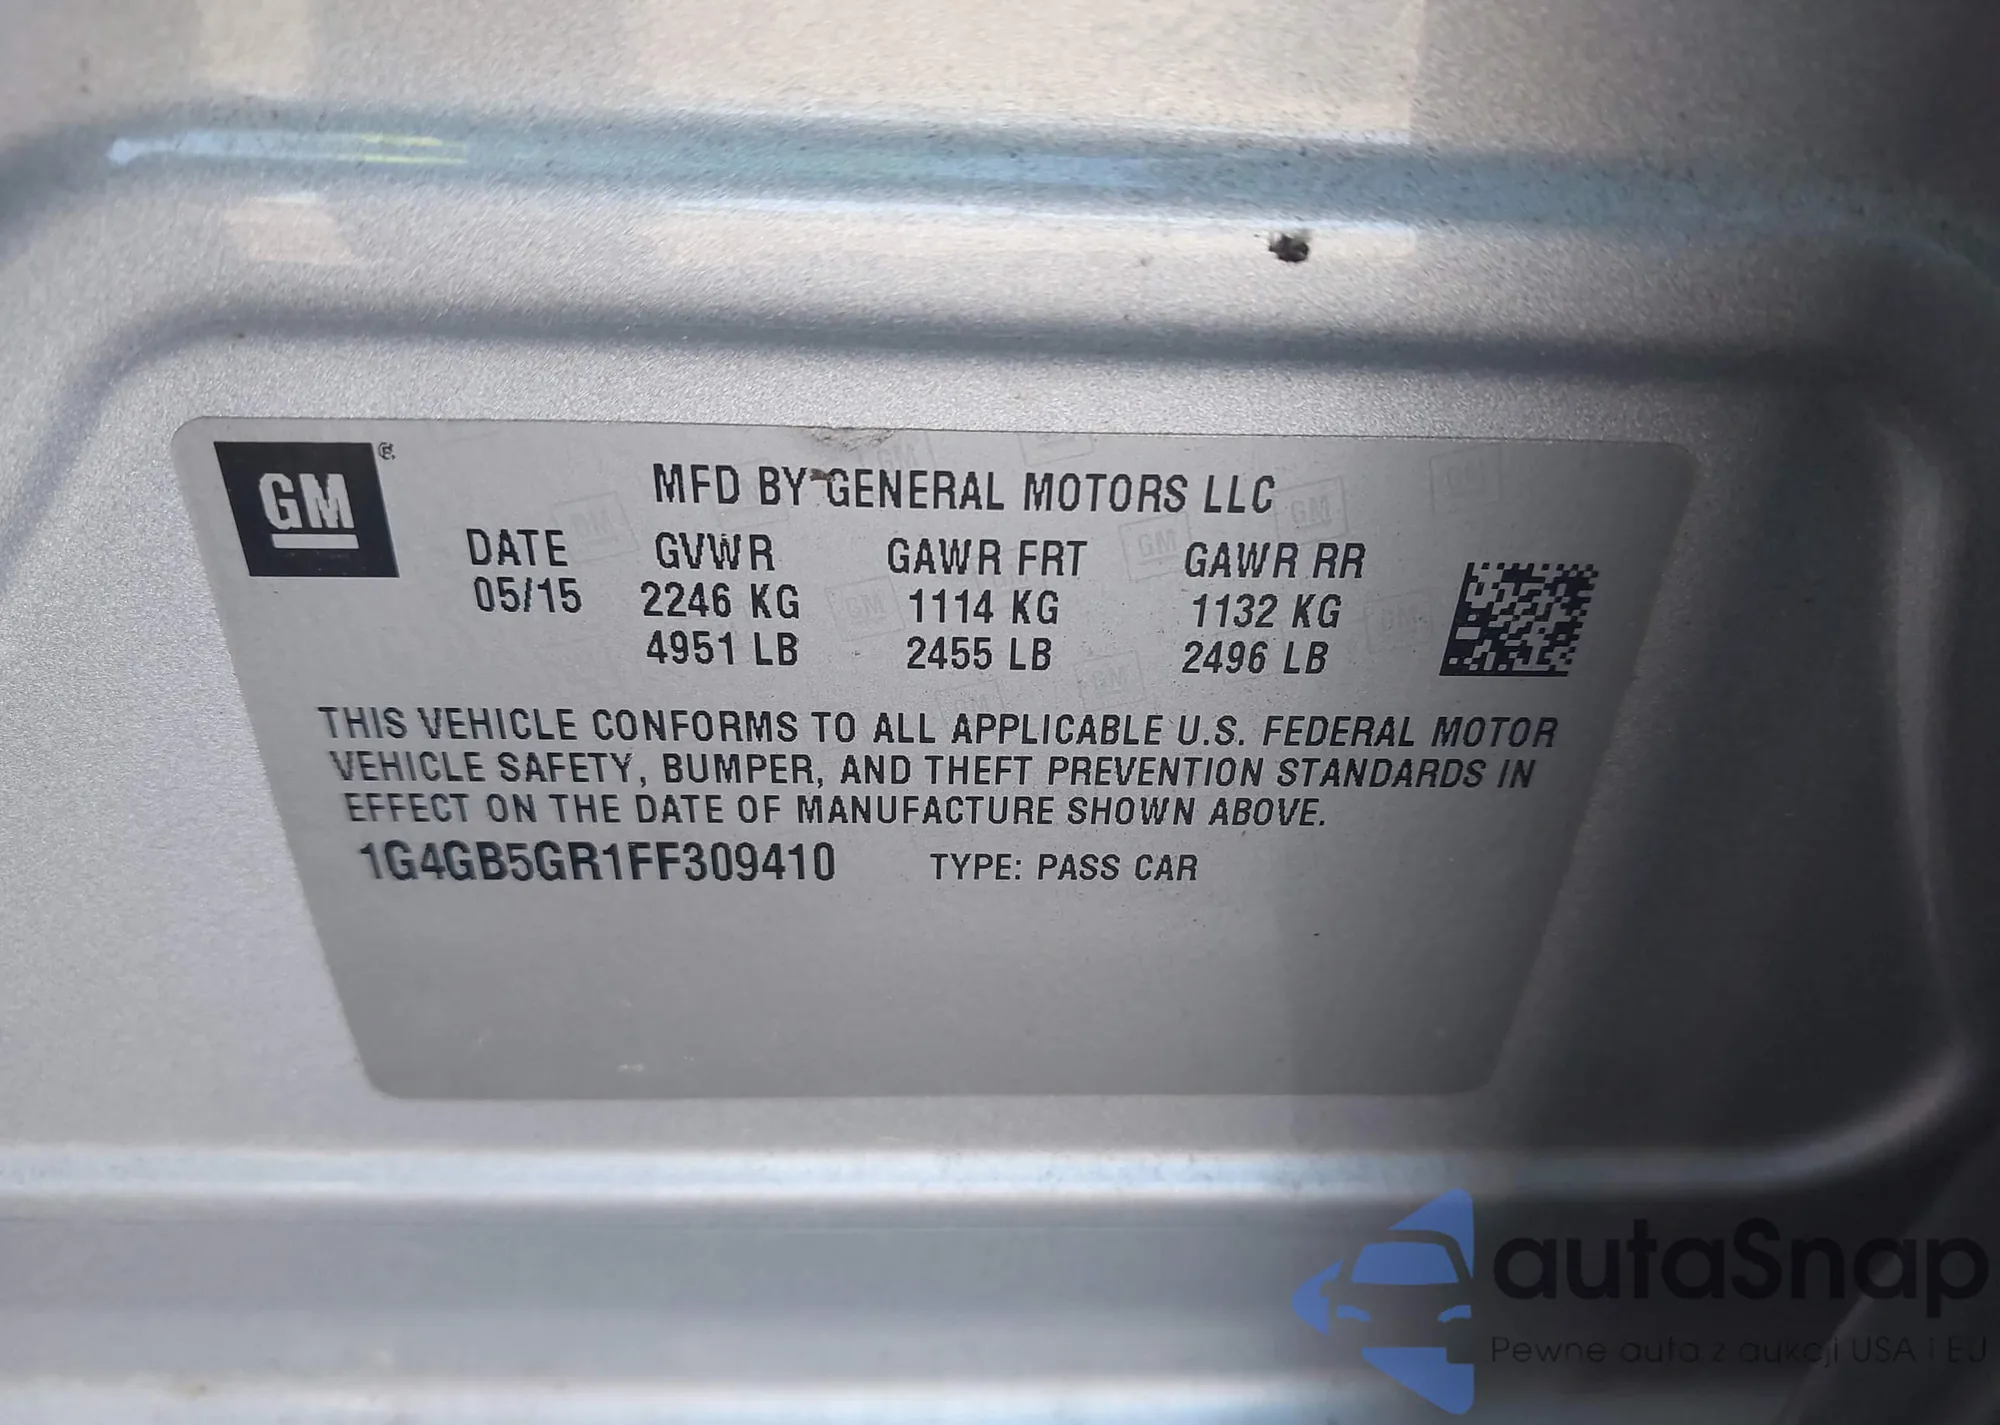 GM
MFD BY GENERAL MOTORS LLC
DATE GVWR GAWR FRT GAWR RR
05/15 2246 KG 1114 KG 1132 KG
4951 LB 2455 LB 2496 LB
THIS VEHICLE CONFORMS TO ALL APPLICABLE U.S. FEDERAL MOTOR
VEHICLE SAFETY, BUMPER, AND THEFT PREVENTION STANDARDS IN
EFFECT ON THE DATE OF MANUFACTURE SHOWN ABOVE.
1G4GB5GR1FF309410 TYPE: PASS CAR
autaSnap
Pewne auta z aukcji USA i EU